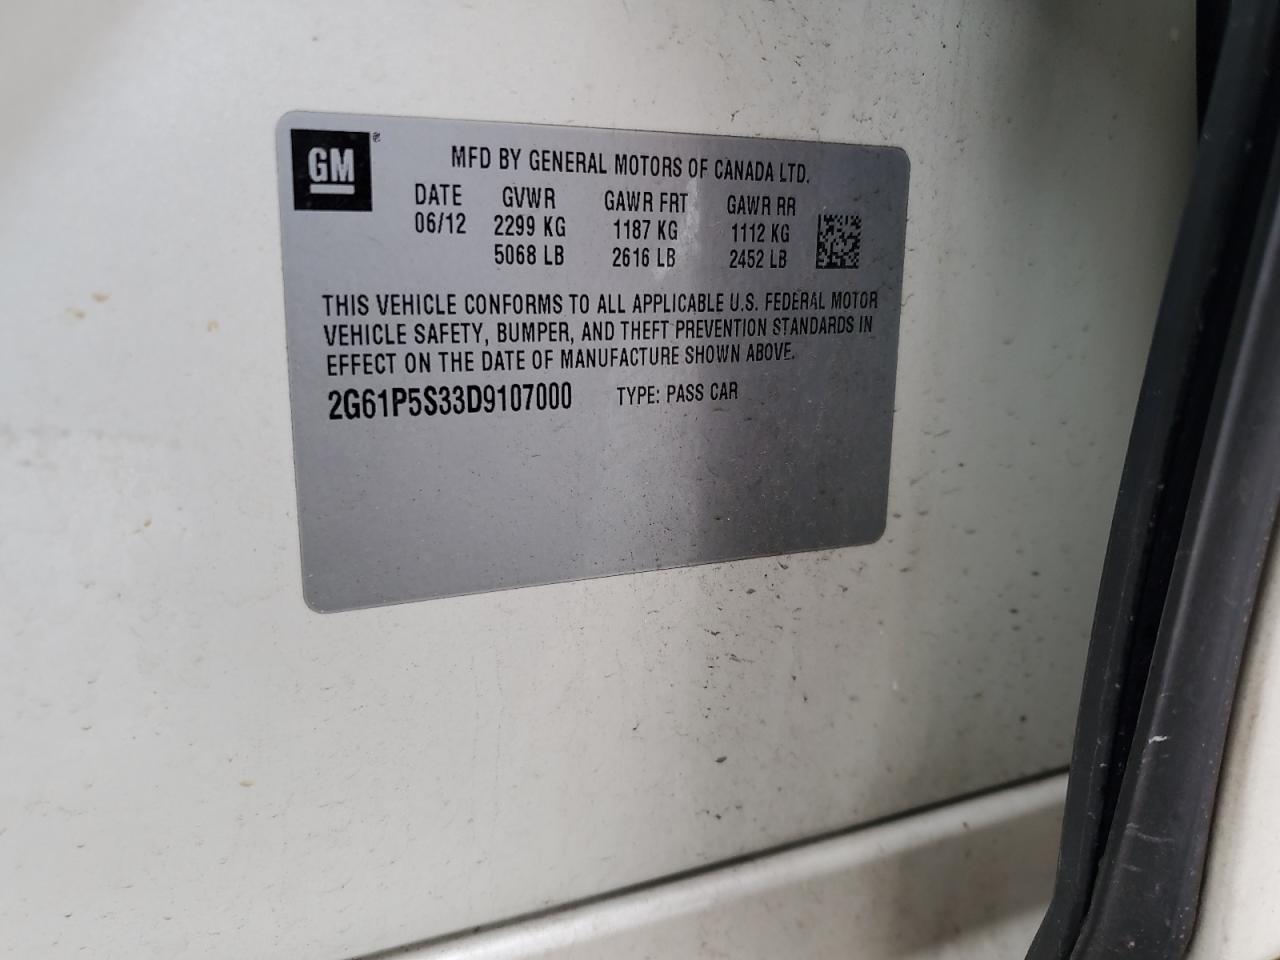 GM ®
MFD BY GENERAL MOTORS OF CANADA LTD.
DATE GVWR GAWR FRT GAWR RR
06/12 2299 KG 1187 KG 1112 KG
5068 LB 2616 LB 2452 LB
THIS VEHICLE CONFORMS TO ALL APPLICABLE U.S. FEDERAL MOTOR
VEHICLE SAFETY, BUMPER, AND THEFT PREVENTION STANDARDS IN
EFFECT ON THE DATE OF MANUFACTURE SHOWN ABOVE.
2G61P5S33D9107000 TYPE: PASS CAR